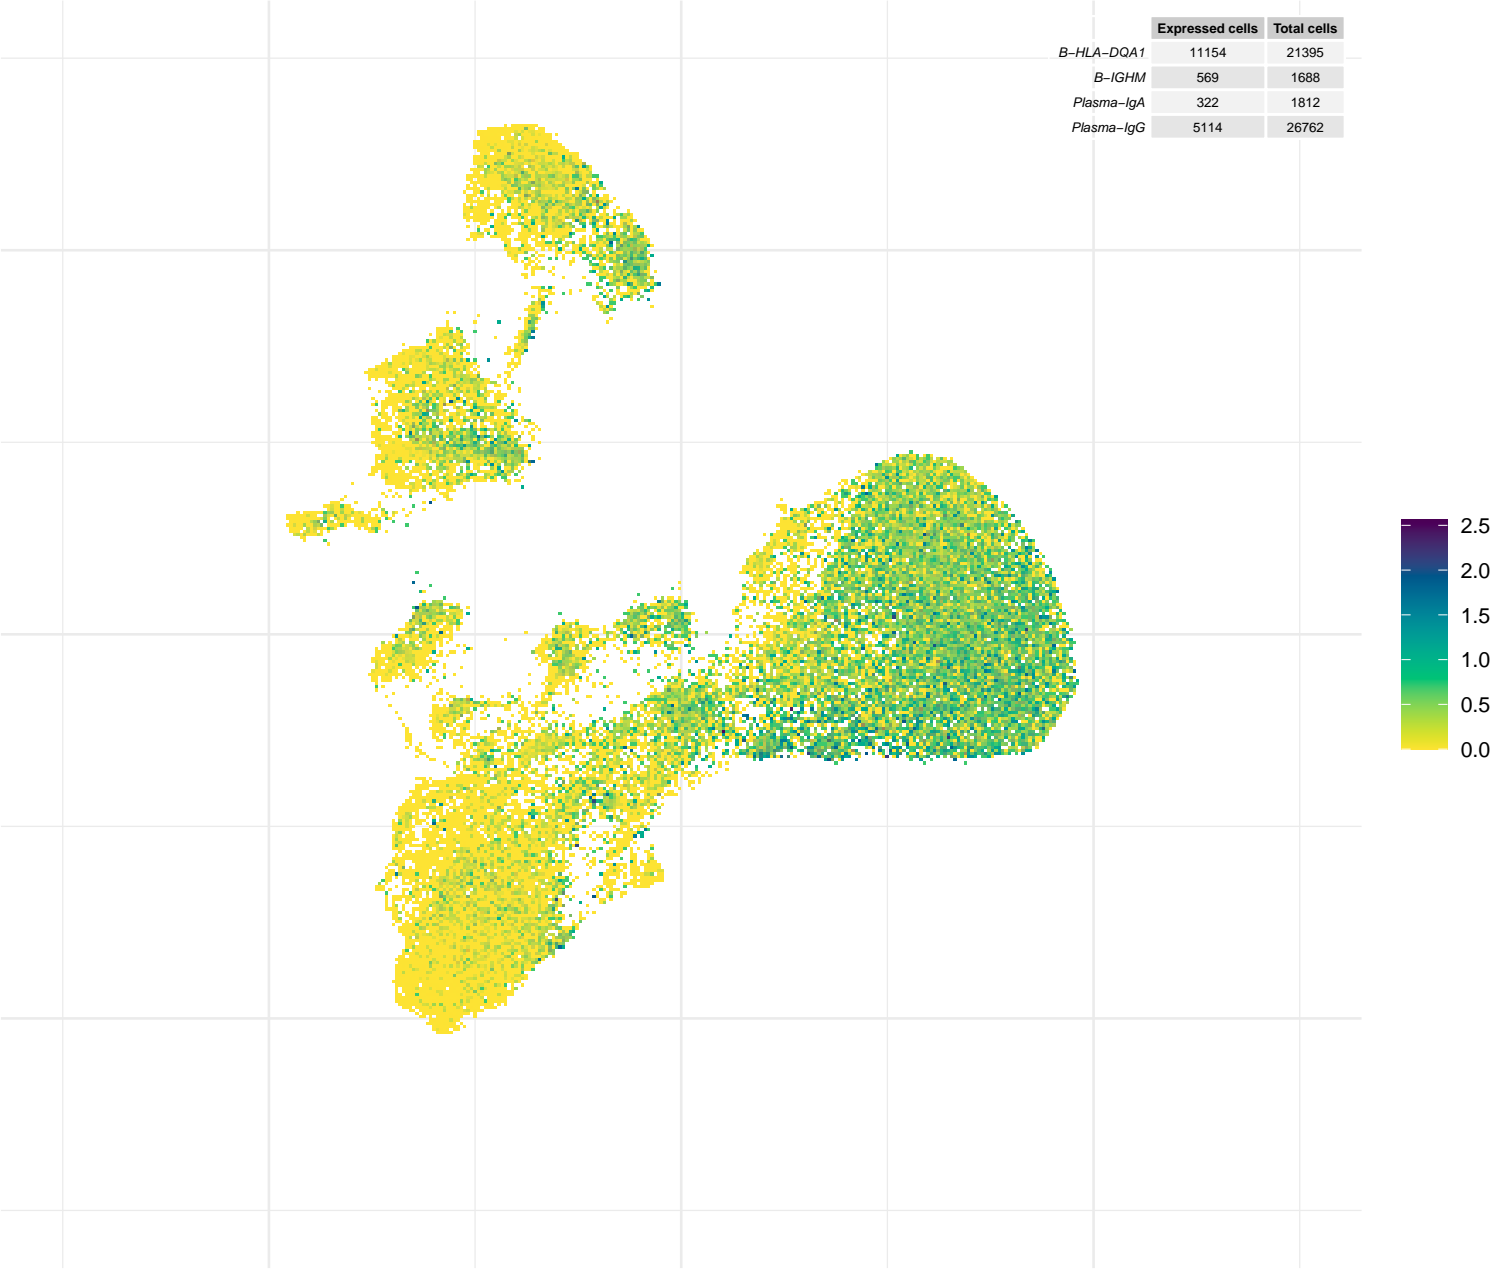 Expressed cells Total cells
B−HLA−DQA1 11154 21395
B−IGHM 569 1688
Plasma−IgA 322 1812
Plasma−IgG 5114 26762
2.5
2.0
1.5
1.0
0.5
0.0